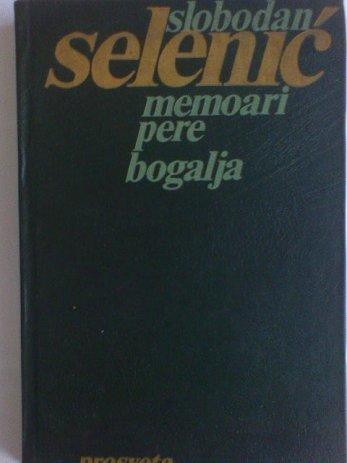 slobodan
selenić
memoari
pere
bogalja
prosveta